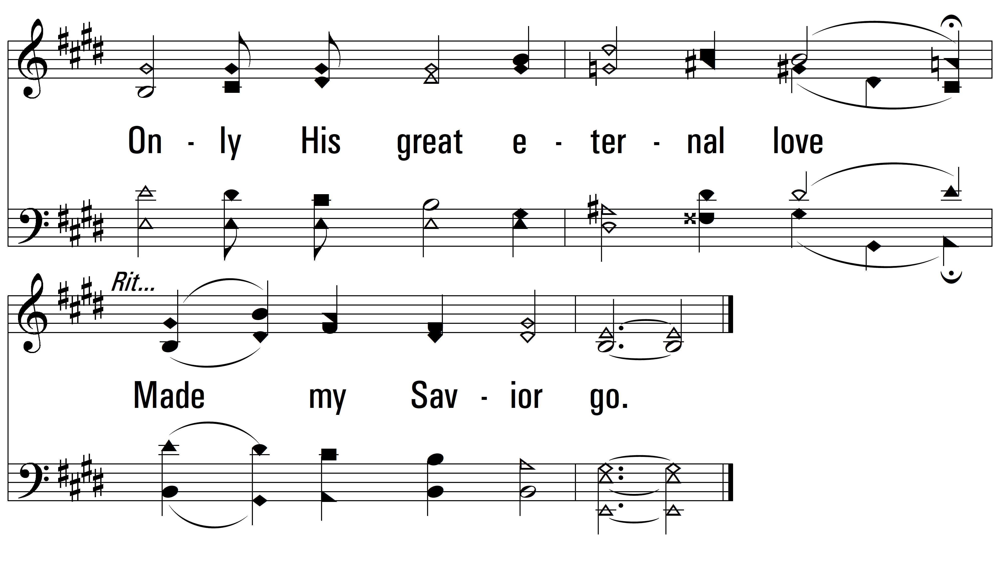 On - ly His great e - ter - nal love
Rit...
Made my Sav - ior go.